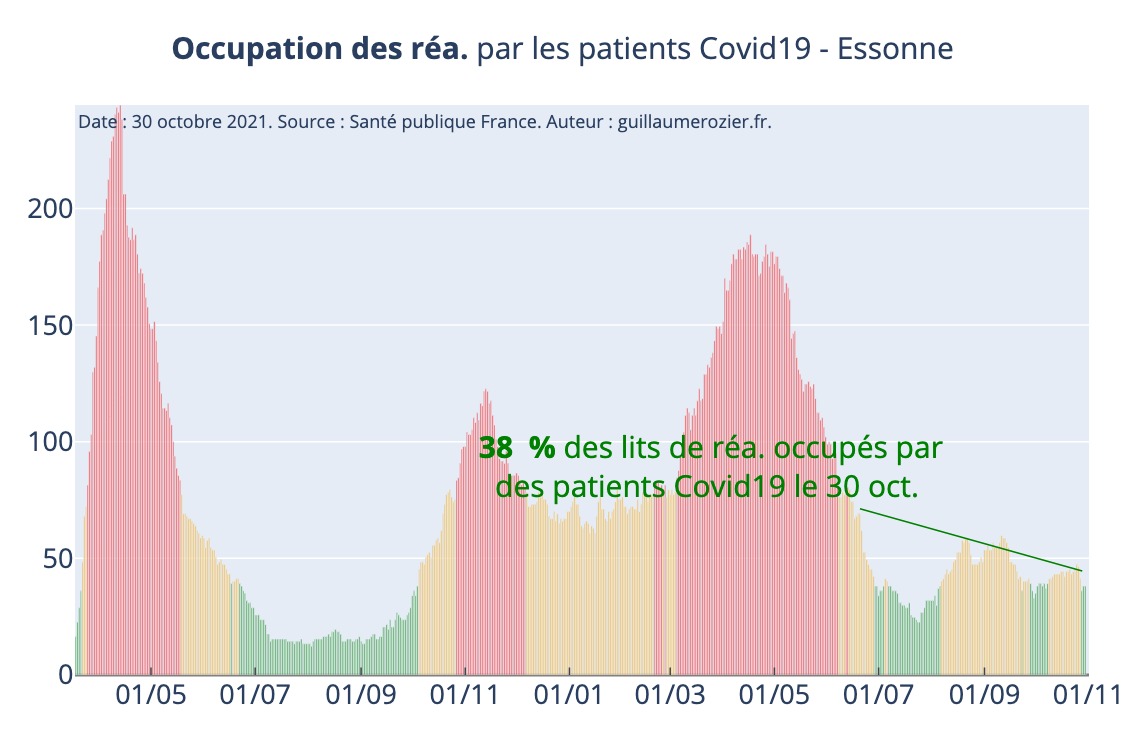 Occupation des réa. par les patients Covid19 - Essonne
Date : 30 octobre 2021. Source : Santé publique France. Auteur : guillaumerozier.fr.
200
150
100
50
0
38 % des lits de réa. occupés par
des patients Covid19 le 30 oct.
01/05 01/07 01/09 01/11 01/01 01/03 01/05 01/07 01/09 01/11